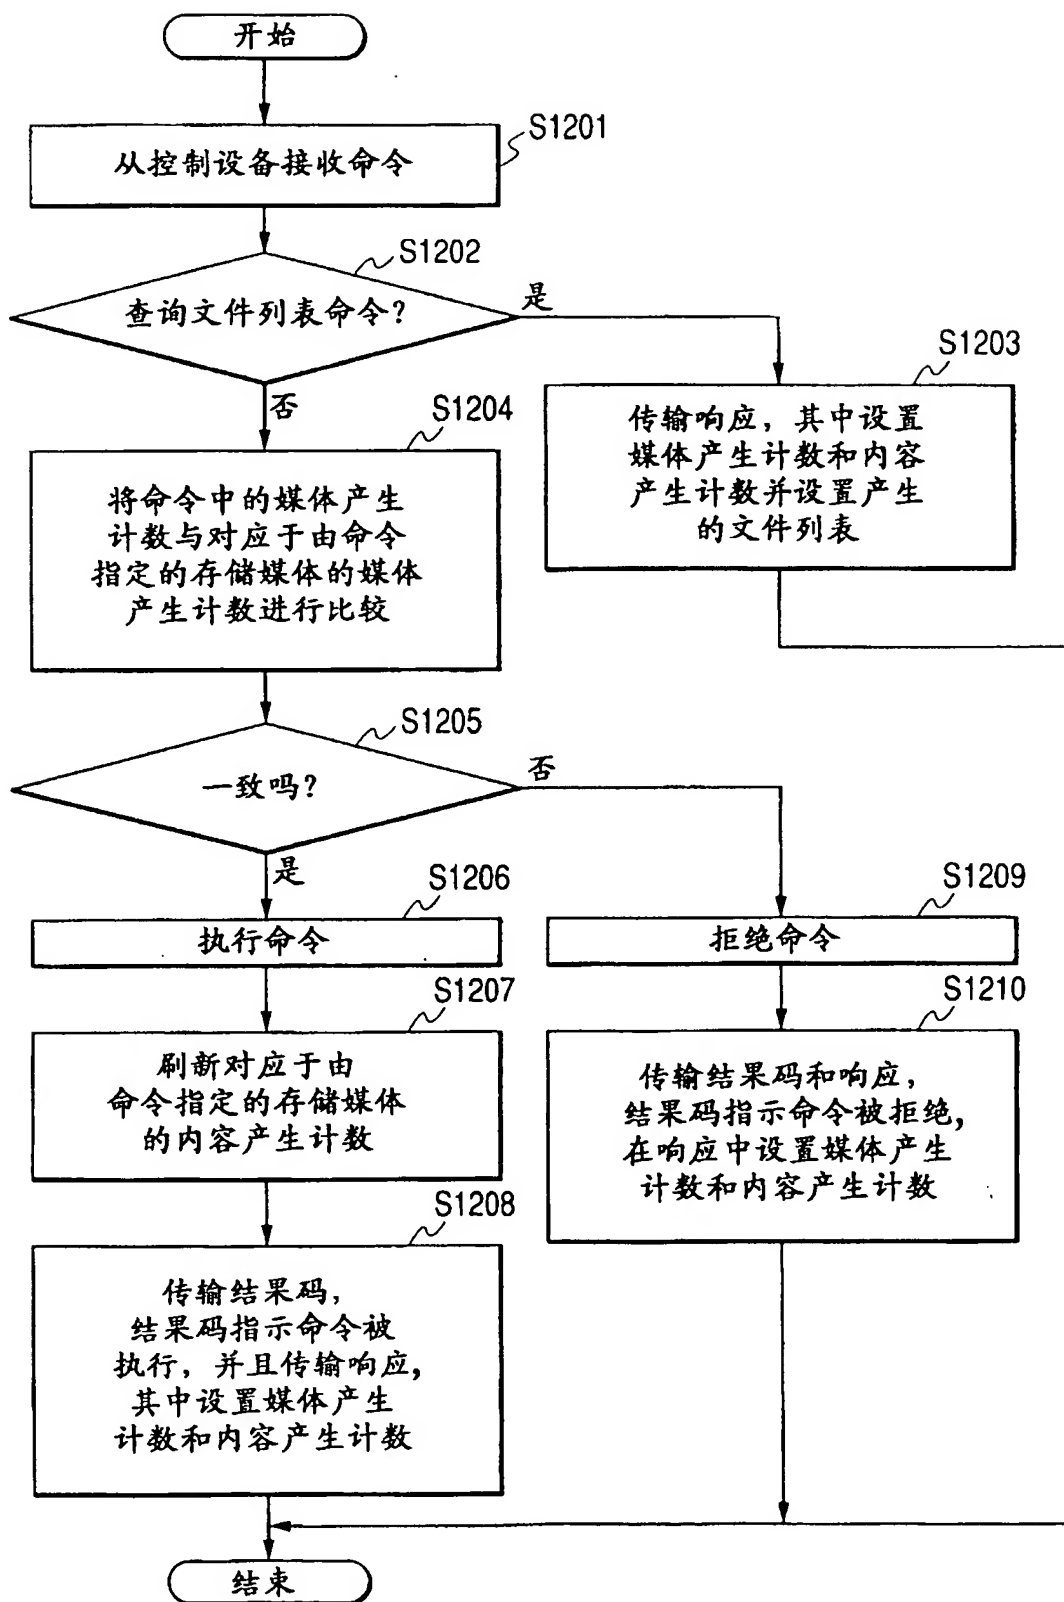 开始
S1201
从控制设备接收命令
S1202
查询文件列表命令?
是
S1203
传输响应，其中设置
媒体产生计数和内容
产生计数并设置产生
的文件列表
否
S1204
将命令中的媒体产生
计数与对应于由命令
指定的存储媒体的媒体
产生计数进行比较
S1205
一致吗?
否
是
S1206
执行命令
S1209
拒绝命令
S1207
刷新对应于由
命令指定的存储媒体
的内容产生计数
S1210
传输结果码和响应，
结果码指示命令被拒绝，
在响应中设置媒体产生
计数和内容产生计数
S1208
传输结果码，
结果码指示命令被
执行，并且传输响应，
其中设置媒体产生
计数和内容产生计数
结束